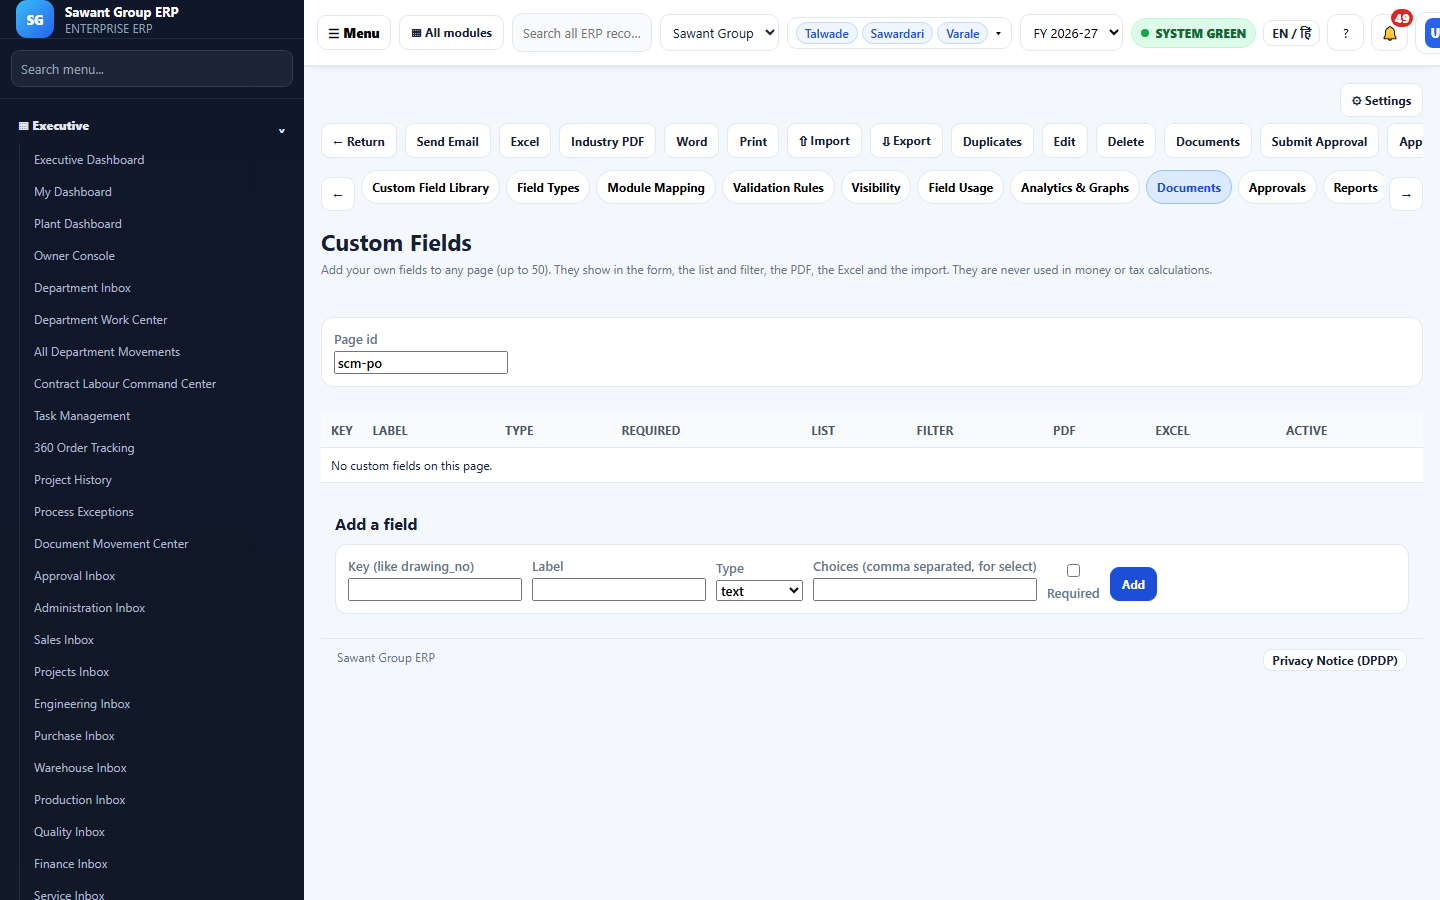 SG
Sawant Group ERP
ENTERPRISE ERP
Search menu...
Executive
Executive Dashboard
My Dashboard
Plant Dashboard
Owner Console
Department Inbox
Department Work Center
All Department Movements
Contract Labour Command Center
Task Management
360 Order Tracking
Project History
Process Exceptions
Document Movement Center
Approval Inbox
Administration Inbox
Sales Inbox
Projects Inbox
Engineering Inbox
Purchase Inbox
Warehouse Inbox
Production Inbox
Quality Inbox
Finance Inbox
Service Inbox
☰ Menu
All modules
Search all ERP reco...
Sawant Group
Talwade
Sawardari
Varale
FY 2026-27
SYSTEM GREEN
EN / हिं
?
49
U
⚙ Settings
← Return
Send Email
Excel
Industry PDF
Word
Print
⇧ Import
⇩ Export
Duplicates
Edit
Delete
Documents
Submit Approval
App
←
Custom Field Library
Field Types
Module Mapping
Validation Rules
Visibility
Field Usage
Analytics & Graphs
Documents
Approvals
Reports
→
Custom Fields
Add your own fields to any page (up to 50). They show in the form, the list and filter, the PDF, the Excel and the import. They are never used in money or tax calculations.
Page id
scm-po
KEY LABEL TYPE REQUIRED LIST FILTER PDF EXCEL ACTIVE
No custom fields on this page.
Add a field
Key (like drawing_no)
Label
Type
text
Choices (comma separated, for select)
Required
Add
Sawant Group ERP
Privacy Notice (DPDP)